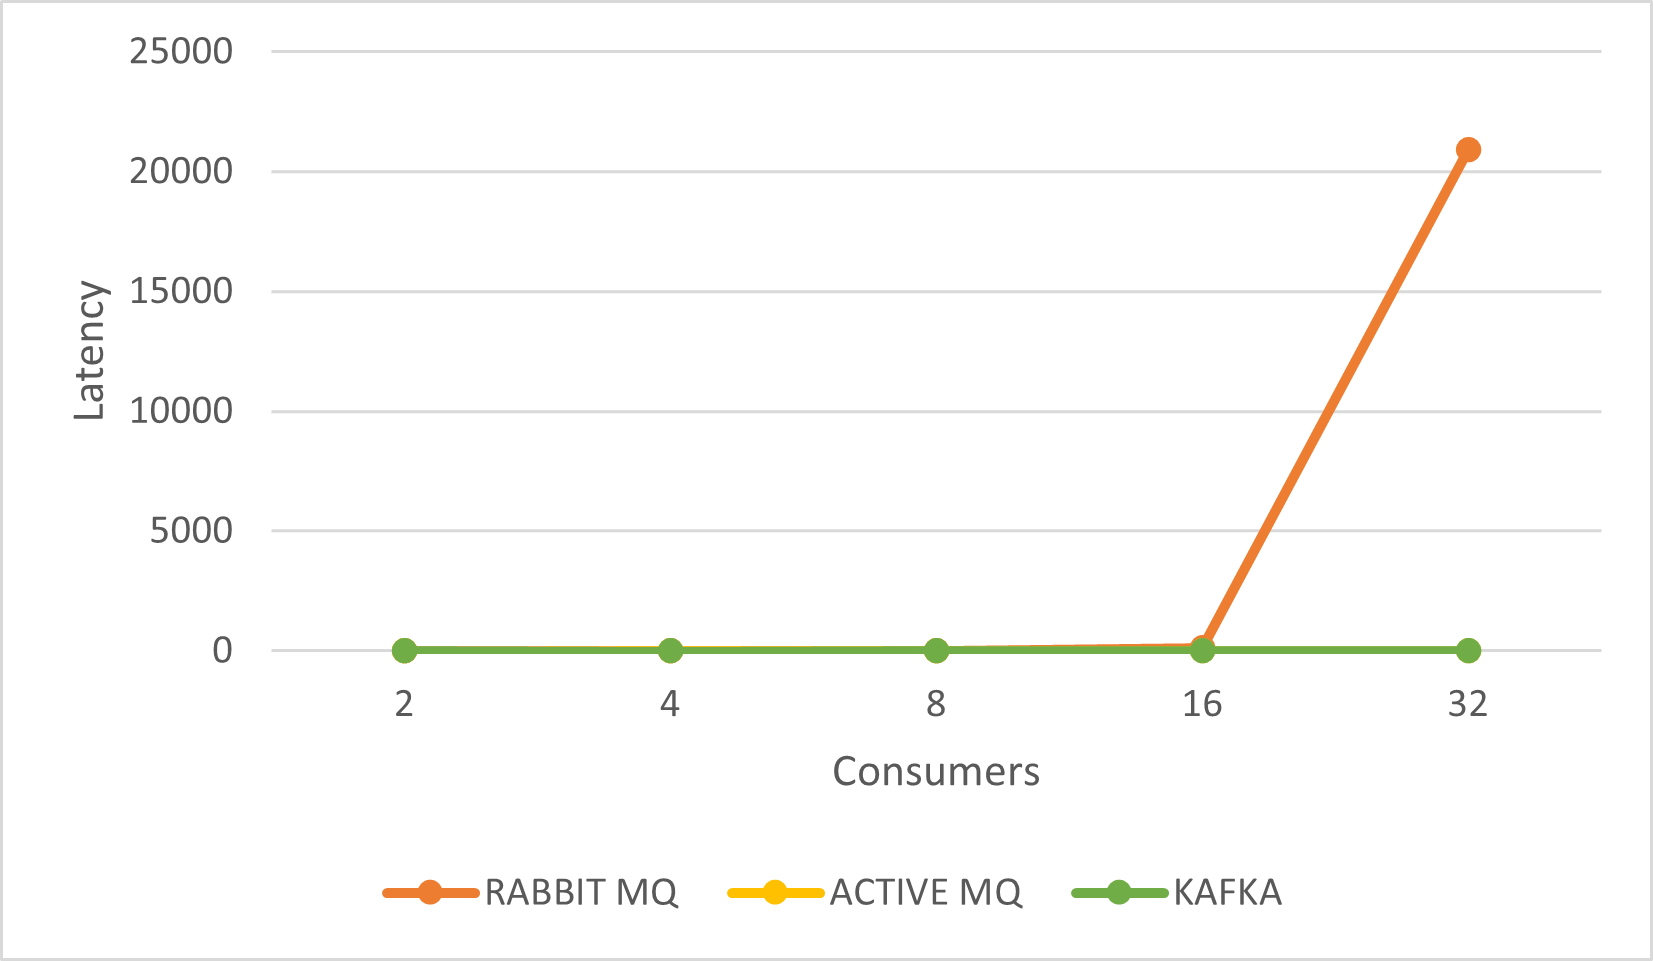 25000
20000
15000
10000
5000
0
Latency
2 4 8 16 32
Consumers
RABBIT MQ ACTIVE MQ KAFKA